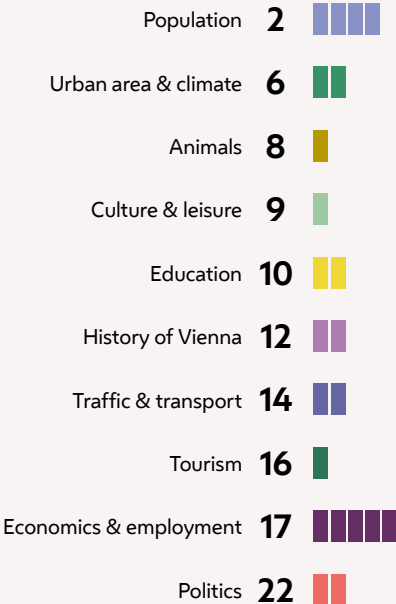 Population 2
Urban area & climate 6
Animals 8
Culture & leisure 9
Education 10
History of Vienna 12
Traffic & transport 14
Tourism 16
Economics & employment 17
Politics 22